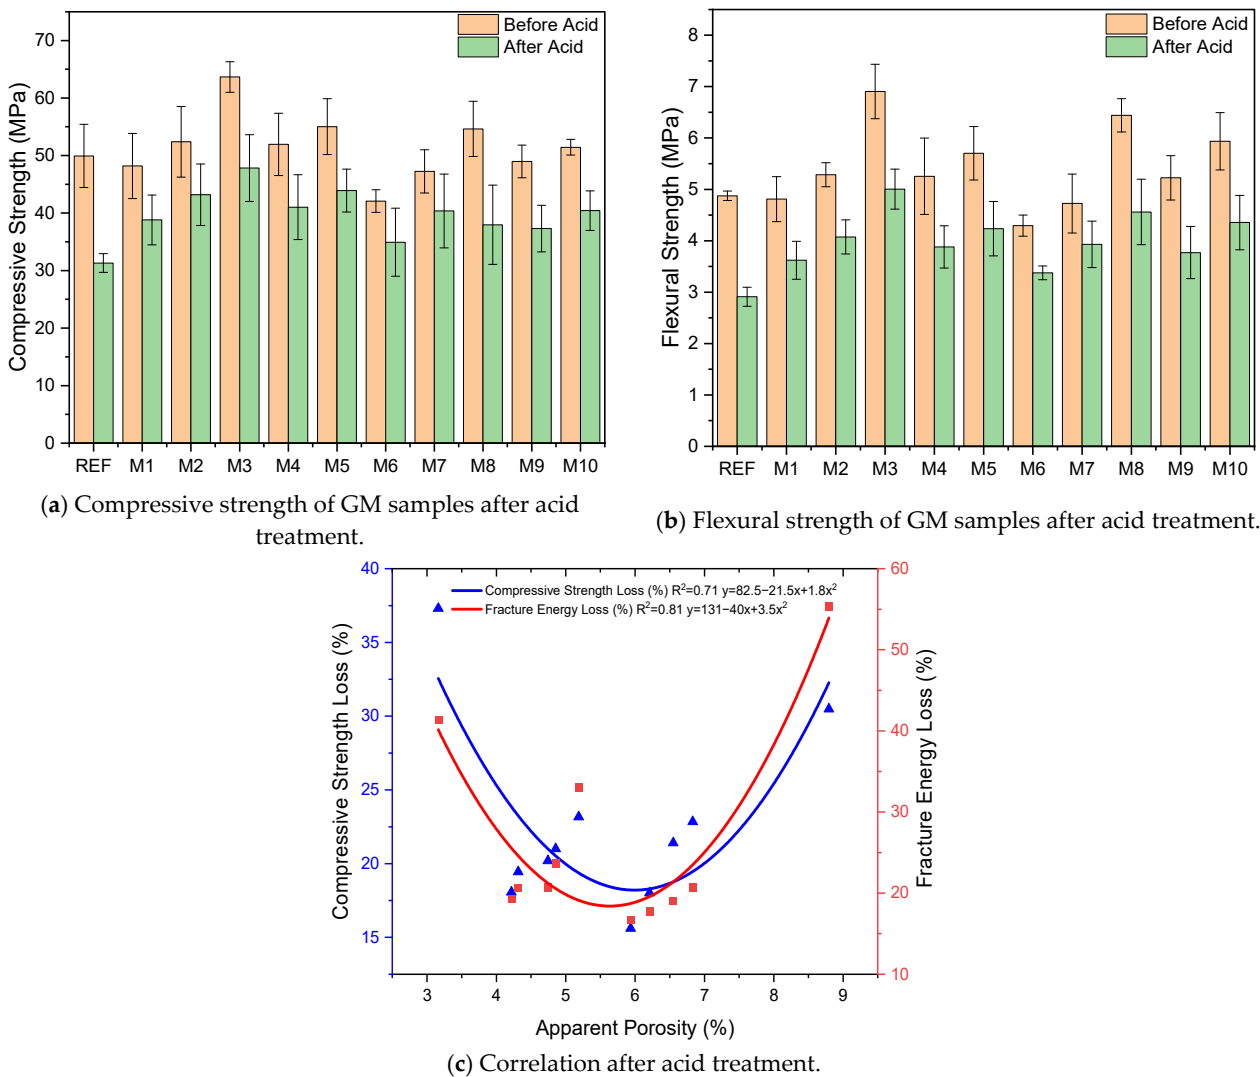 Before Acid
After Acid
Compressive Strength (MPa)
70
60
50
40
30
20
10
0
REF M1 M2 M3 M4 M5 M6 M7 M8 M9 M10
(a) Compressive strength of GM samples after acid
treatment.
Before Acid
After Acid
Flexural Strength (MPa)
8
7
6
5
4
3
2
1
0
REF M1 M2 M3 M4 M5 M6 M7 M8 M9 M10
(b) Flexural strength of GM samples after acid treatment.
Compressive Strength Loss (%) R²=0.71 y=82.5−21.5x+1.8x²
Fracture Energy Loss (%) R²=0.81 y=131−40x+3.5x²
Compressive Strength Loss (%)
40
35
30
25
20
15
Fracture Energy Loss (%)
60
50
40
30
20
10
3 4 5 6 7 8 9
Apparent Porosity (%)
(c) Correlation after acid treatment.